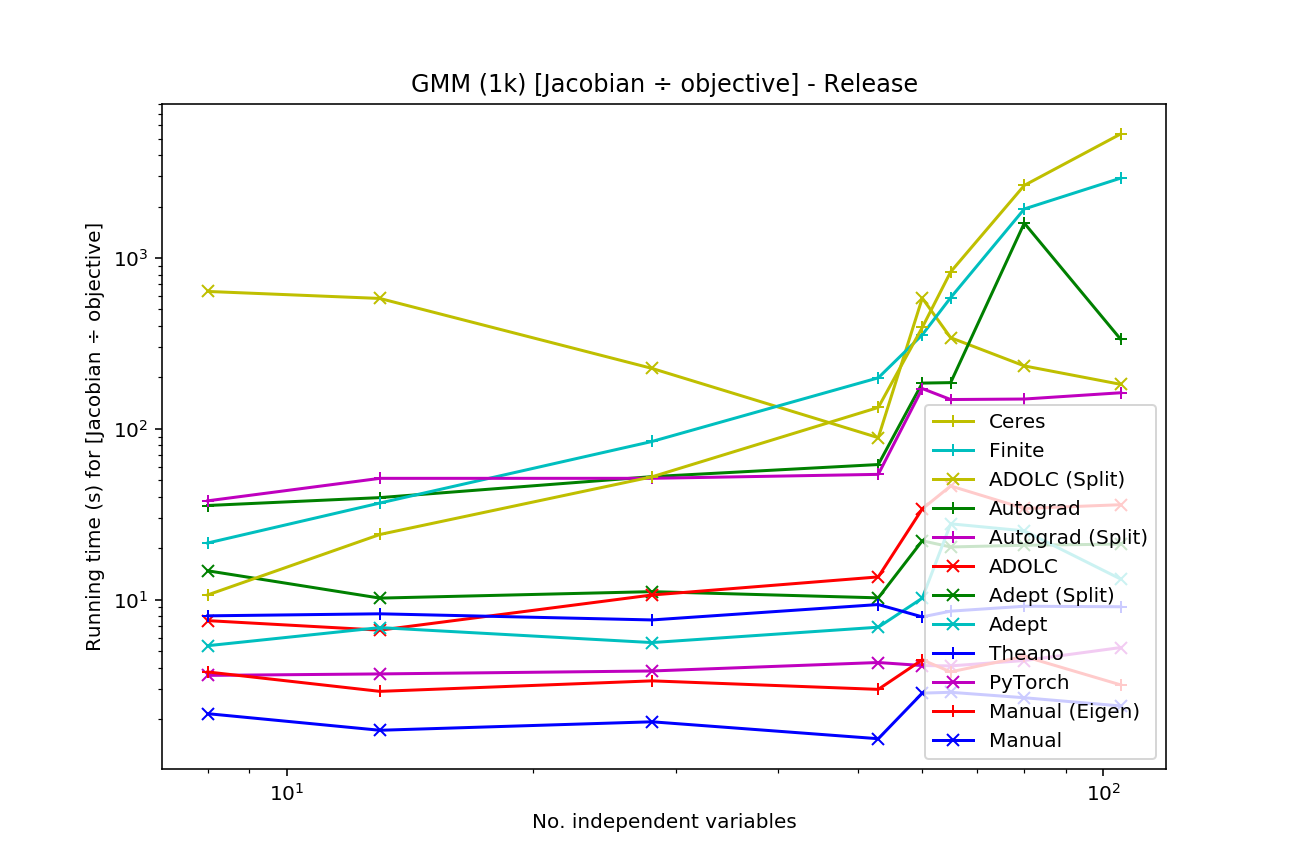 GMM (1k) [Jacobian ÷ objective] - Release
Running time (s) for [Jacobian ÷ objective]
10³
10²
10¹
Ceres
Finite
ADOLC (Split)
Autograd
Autograd (Split)
ADOLC
Adept (Split)
Adept
Theano
PyTorch
Manual (Eigen)
Manual
10¹ 10²
No. independent variables